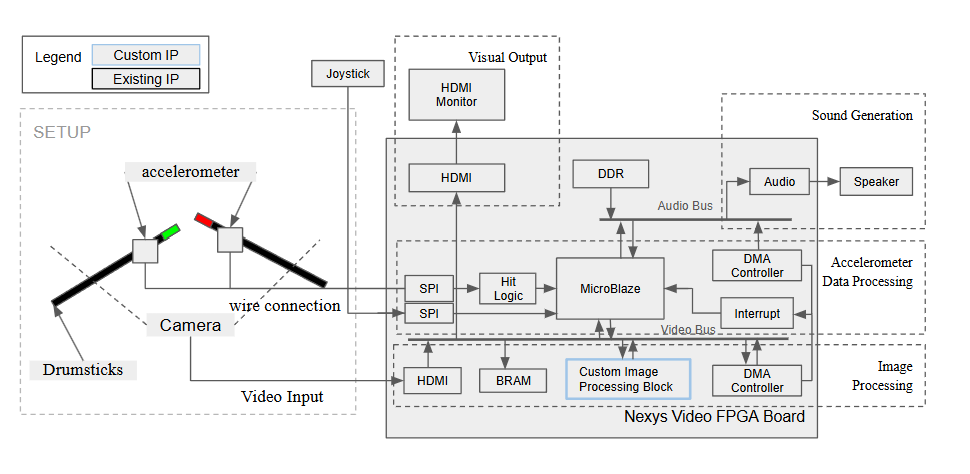 Legend
Custom IP
Existing IP
SETUP
accelerometer
wire connection
Camera
Drumsticks
Video Input
Joystick
Visual Output
HDMI
Monitor
HDMI
DDR
Sound Generation
Audio Bus
Audio
Speaker
SPI
SPI
Hit
Logic
MicroBlaze
DMA
Controller
Interrupt
Accelerometer
Data Processing
Video Bus
HDMI
BRAM
Custom Image
Processing Block
DMA
Controller
Image
Processing
Nexys Video FPGA Board